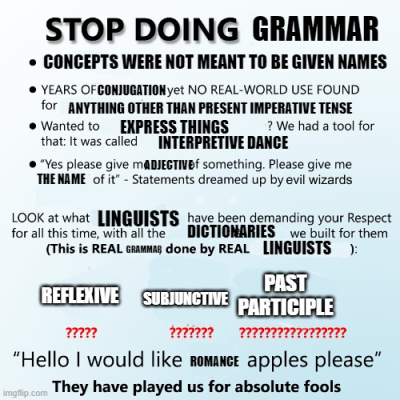 STOP DOING GRAMMAR
• CONCEPTS WERE NOT MEANT TO BE GIVEN NAMES
• YEARS OF CONJUGATION yet NO REAL-WORLD USE FOUND
for ANYTHING OTHER THAN PRESENT IMPERATIVE TENSE
• Wanted to EXPRESS THINGS ? We had a tool for
that: It was called INTERPRETIVE DANCE
• "Yes please give me ADJECTIVE of something. Please give me
THE NAME of it" - Statements dreamed up by evil wizards
LOOK at what LINGUISTS have been demanding your Respect
for all this time, with all the DICTIONARIES we built for them
(This is REAL GRAMMAR, done by REAL LINGUISTS ):
REFLEXIVE SUBJUNCTIVE PAST
PARTICIPLE
????? ??????? ?????????????????
"Hello I would like ROMANCE apples please"
They have played us for absolute fools
imgflip.com